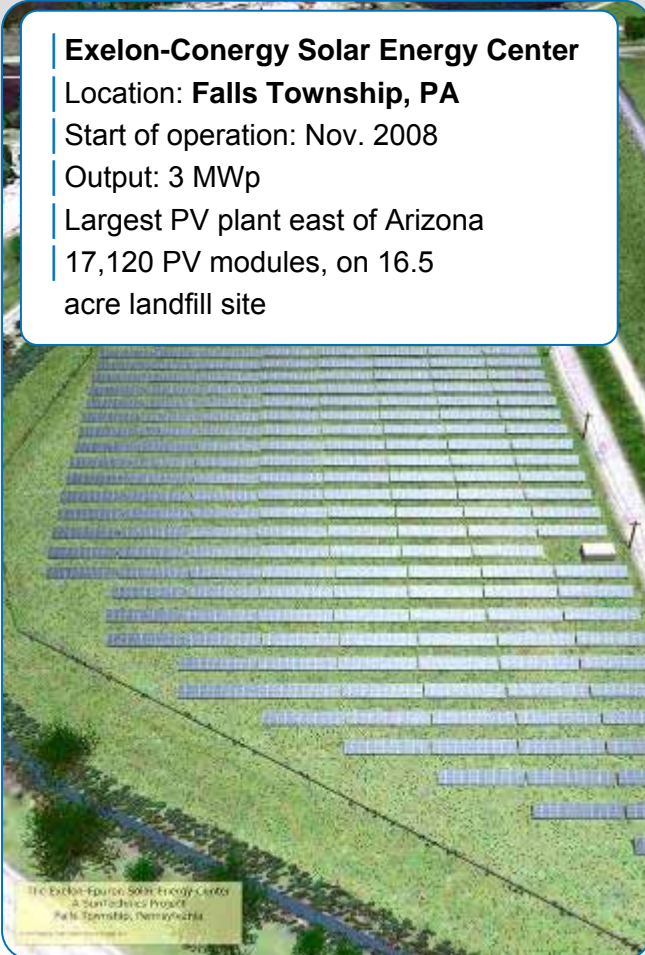 Exelon-Conergy Solar Energy Center
Location: Falls Township, PA
Start of operation: Nov. 2008
Output: 3 MWp
Largest PV plant east of Arizona
17,120 PV modules, on 16.5
acre landfill site
The Exelon-Epuron Solar Energy Center
A SunTechnics Project
Falls Township, Pennsylvania